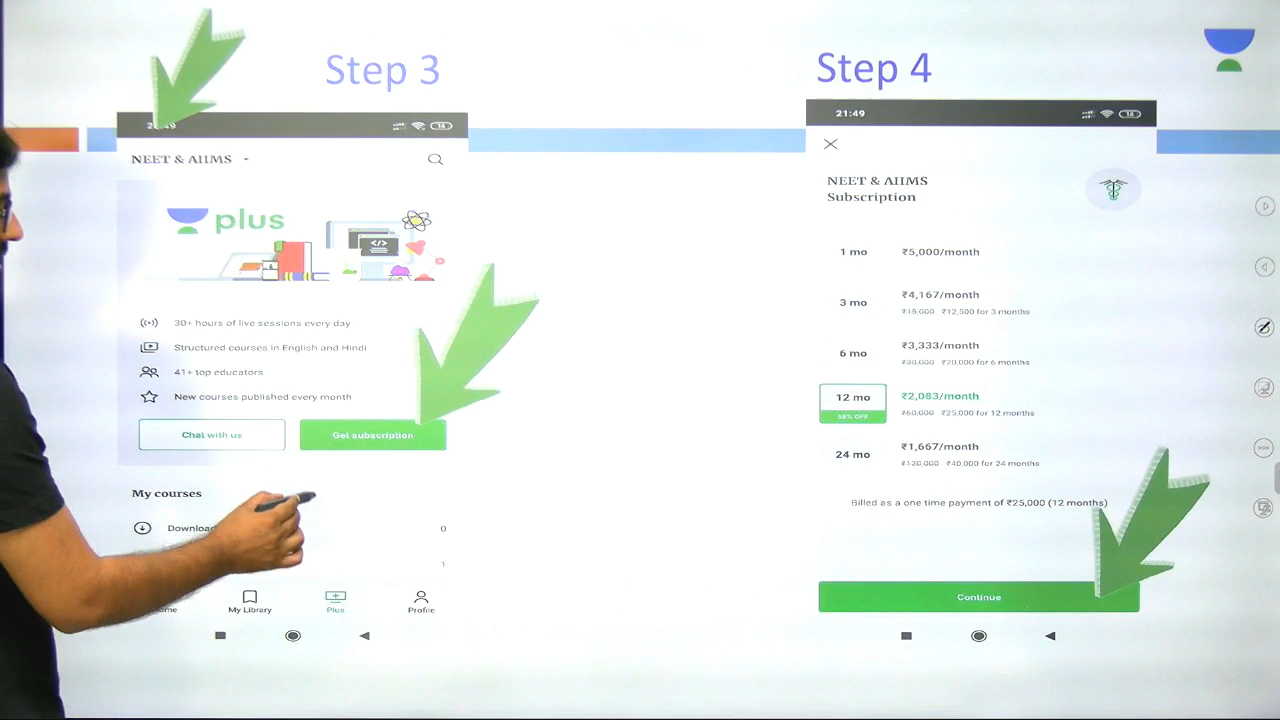 Step 3
NEET & AIIMS
plus
</>
30+ hours of live sessions every day
Structured courses in English and Hindi
41+ top educators
New courses published every month
Chat with us
Get subscription
My courses
0
1
My Library
Plus
Profile
Step 4
21:49
14
NEET & AIIMS
Subscription
1 mo ₹5,000/month
3 mo ₹4,167/month
₹15,000 ₹12,500 for 3 months
6 mo ₹3,333/month
₹30,000 ₹20,000 for 6 months
12 mo ₹2,083/month
58% OFF ₹60,000 ₹25,000 for 12 months
24 mo ₹1,667/month
₹120,000 ₹40,000 for 24 months
Billed as a one time payment of ₹25,000 (12 months)
Continue